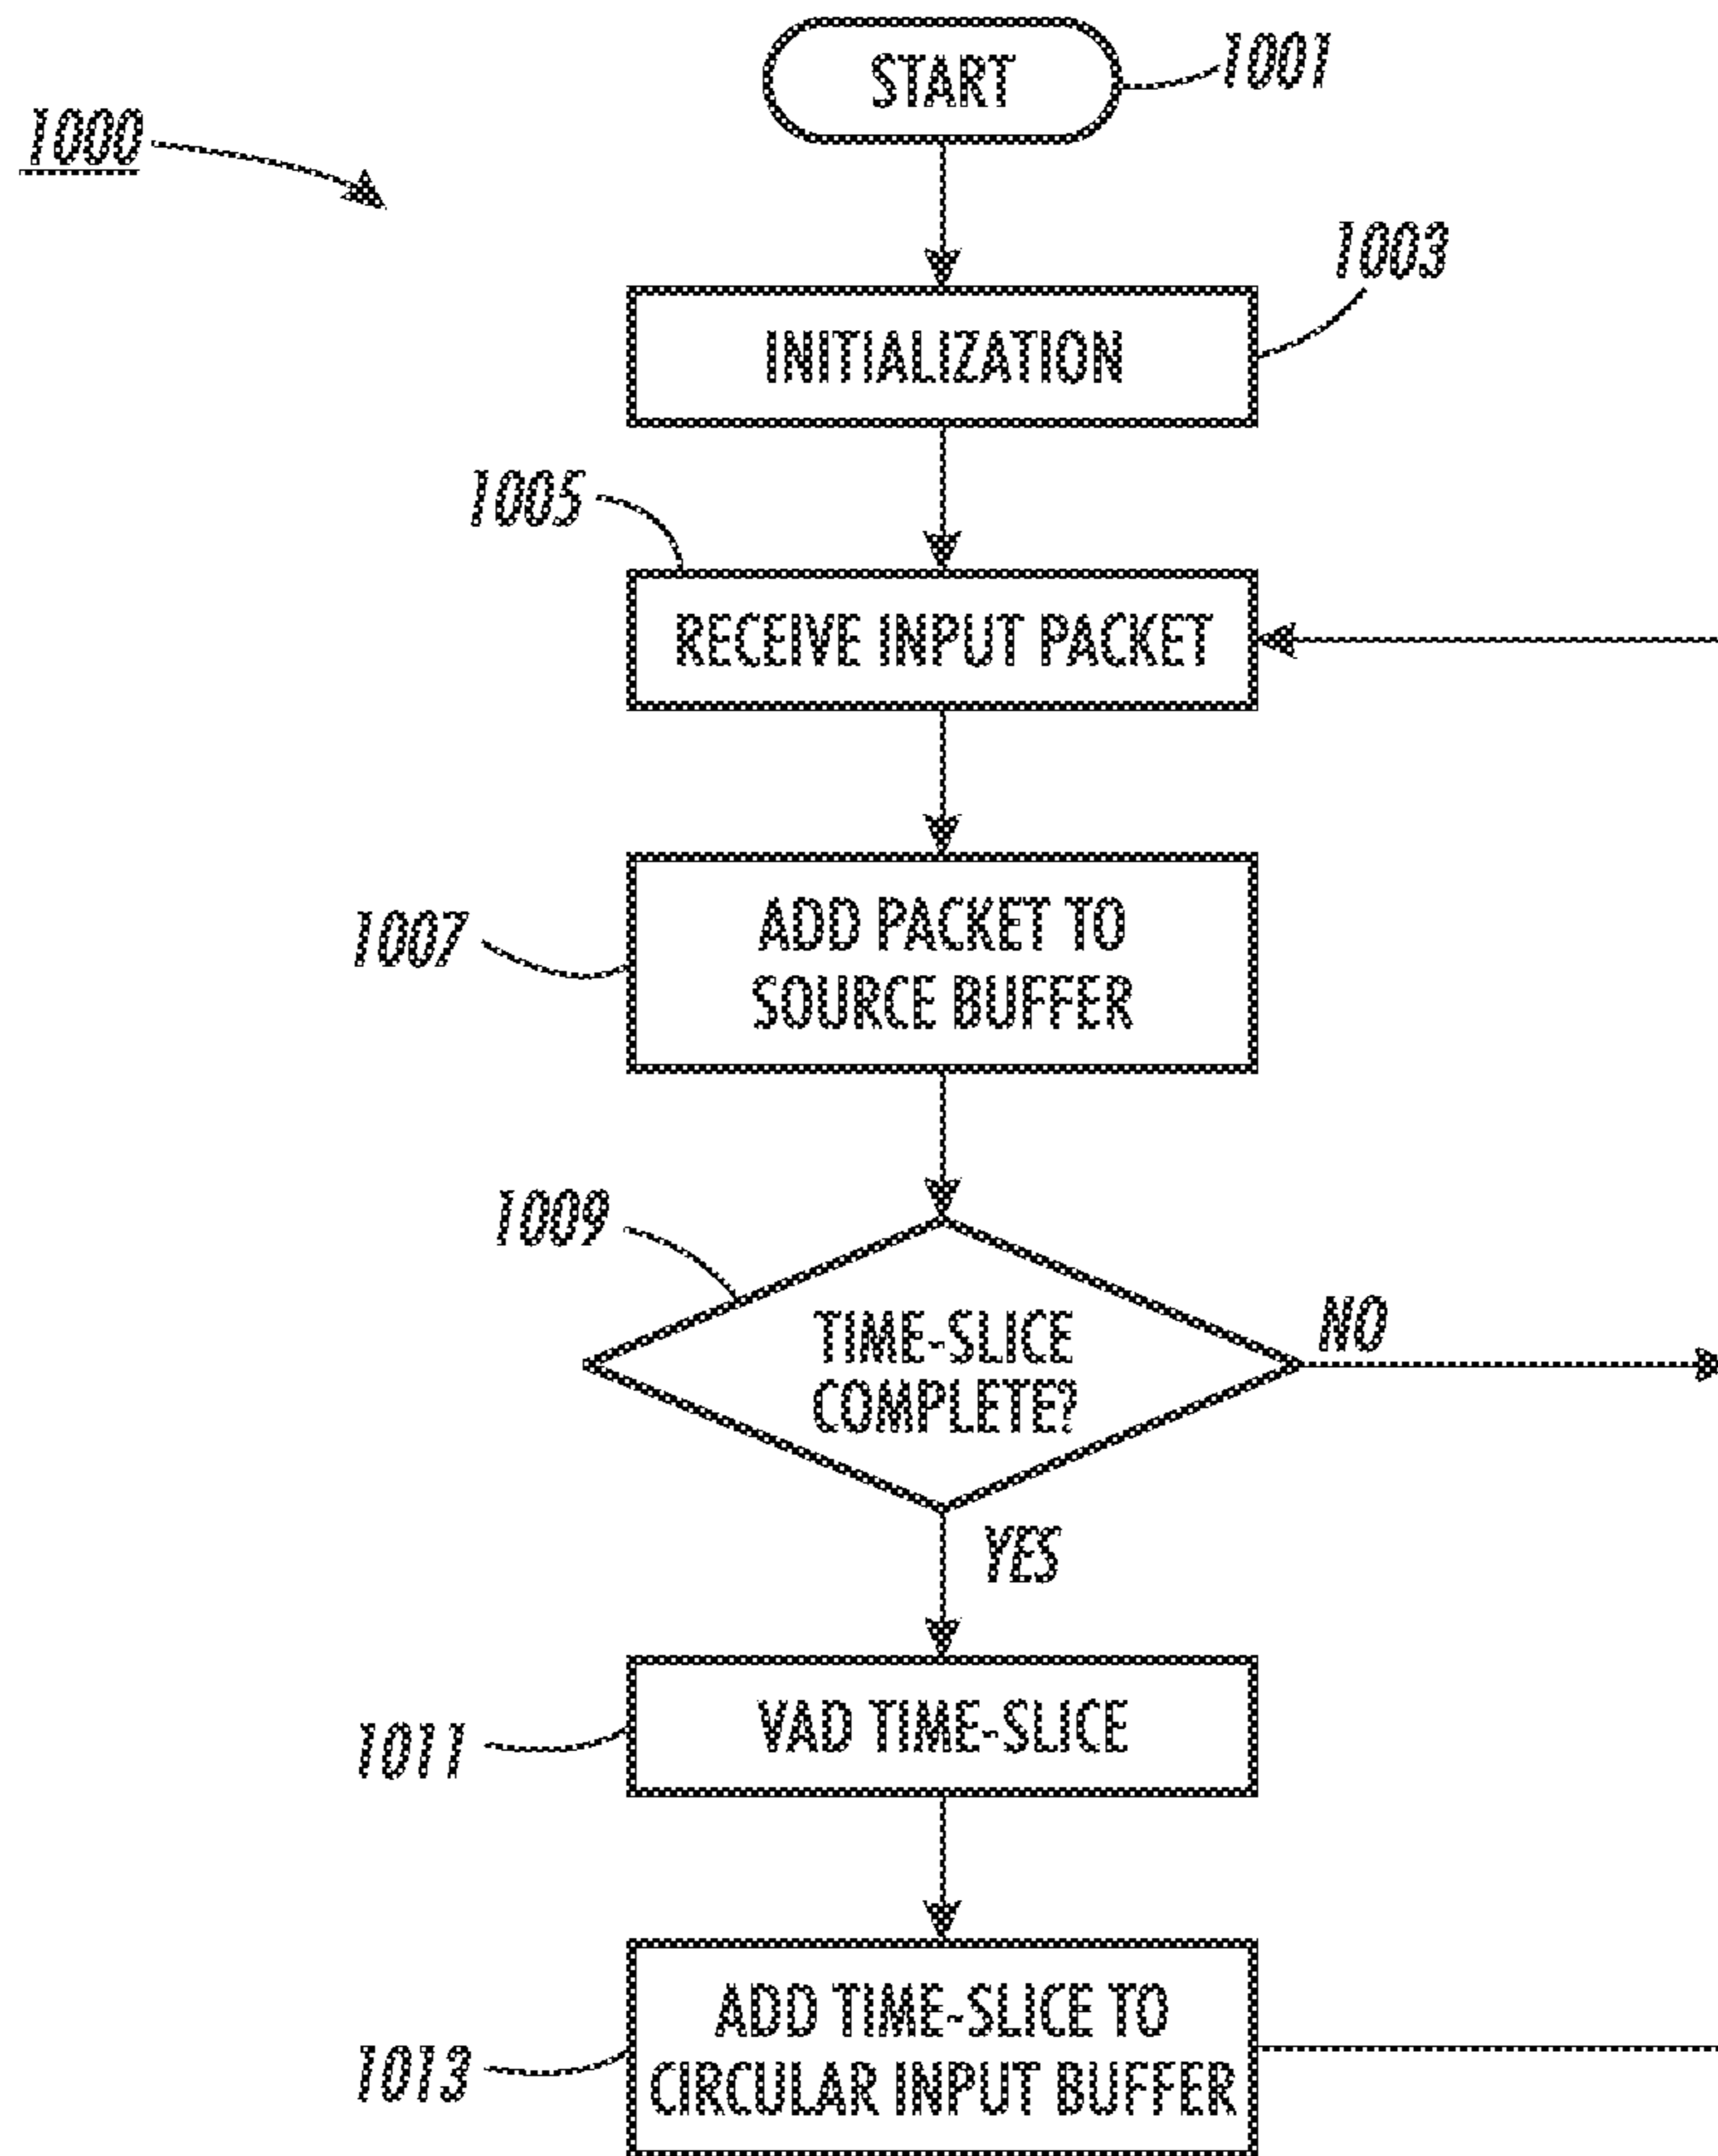 START
1001
1000
1003
INITIALIZATION
1005
RECEIVE INPUT PACKET
1007
ADD PACKET TO
SOURCE BUFFER
1009
TIME-SLICE
COMPLETE?
NO
YES
1011
VAD TIME-SLICE
1013
ADD TIME-SLICE TO
CIRCULAR INPUT BUFFER